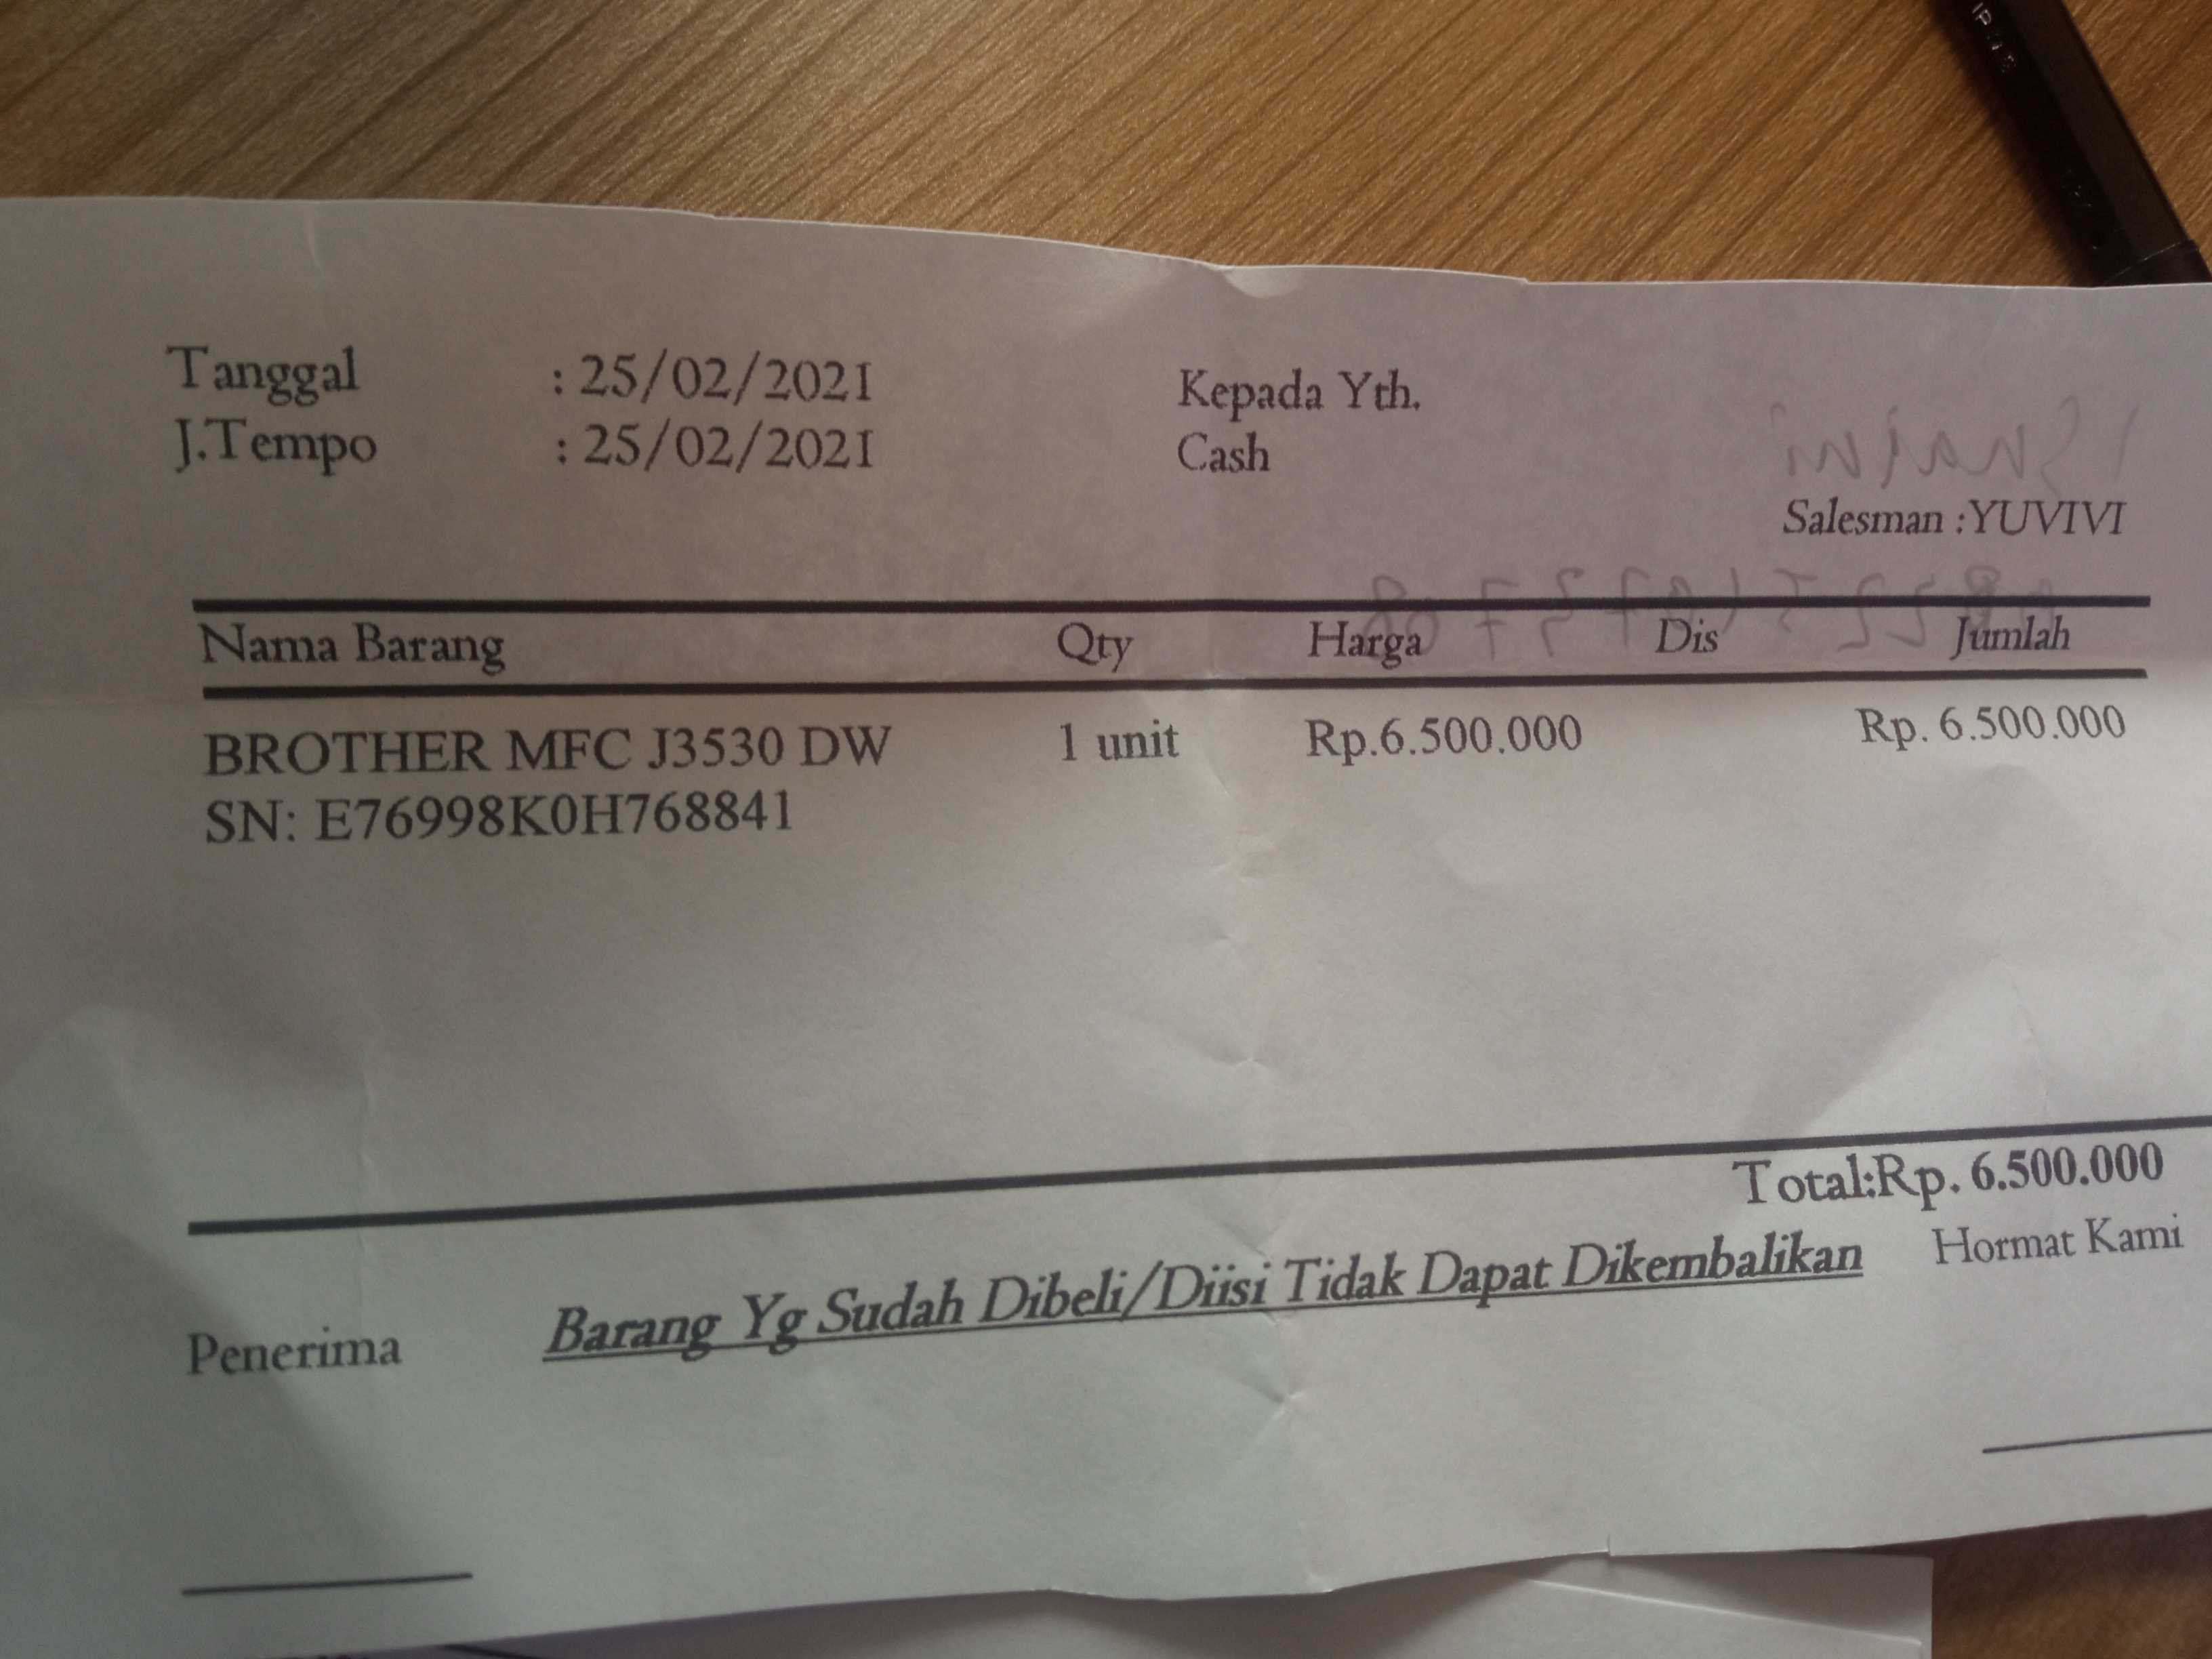 Tanggal : 25/02/2021 Kepada Yth.
J.Tempo : 25/02/2021 Cash
Salesman :YUVIVI
Nama Barang Qty Harga Dis Jumlah
BROTHER MFC J3530 DW 1 unit Rp.6.500.000 Rp. 6.500.000
SN: E76998K0H768841
Total:Rp. 6.500.000
Penerima Barang Yg Sudah Dibeli/Diisi Tidak Dapat Dikembalikan Hormat Kami